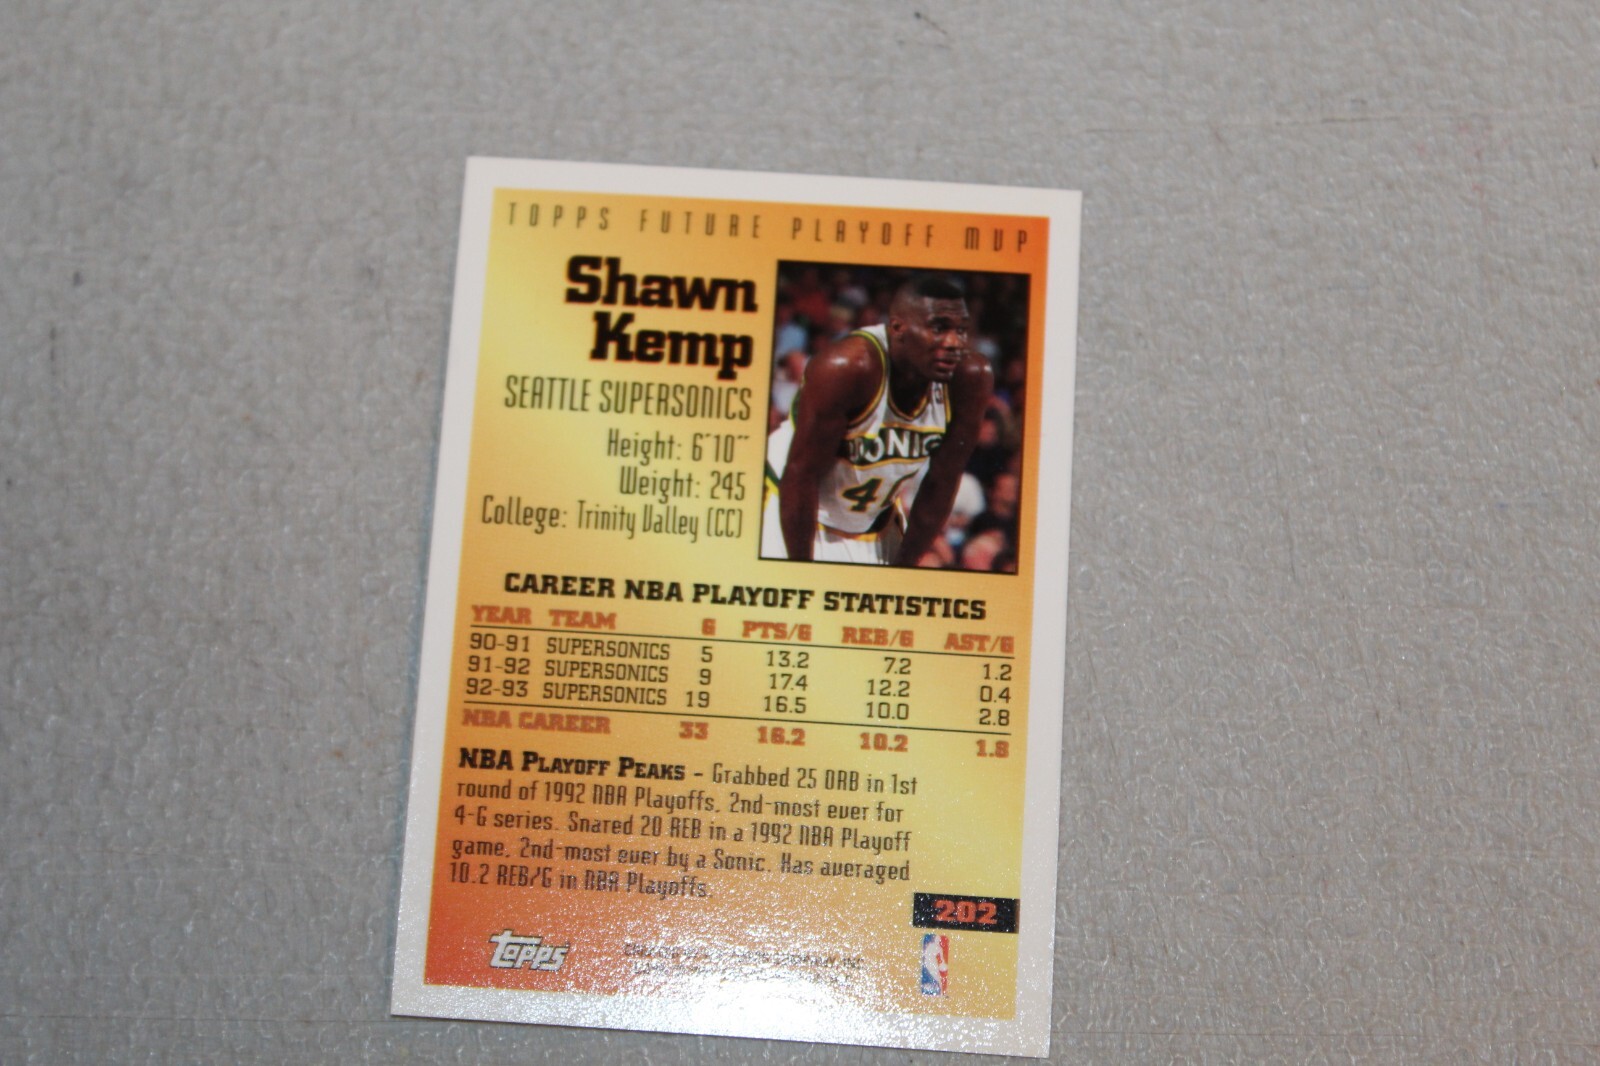 TOPPS FUTURE PLAYOFF MVP
Shawn
Kemp
SEATTLE SUPERSONICS
Height: 6'10"
Weight: 245
College: Trinity Valley (CC)
SONIC
4
CAREER NBA PLAYOFF STATISTICS
YEAR TEAM G PTS/G REB/G AST/G
90-91 SUPERSONICS 5 13.2 7.2 1.2
91-92 SUPERSONICS 9 17.4 12.2 0.4
92-93 SUPERSONICS 19 16.5 10.0 2.8
NBA CAREER 33 16.2 10.2 1.8
NBA PLAYOFF PEAKS - Grabbed 25 ORB in 1st
round of 1992 NBA Playoffs, 2nd-most ever for
4-G series. Snared 20 REB in a 1992 NBA Playoff
game, 2nd-most ever by a Sonic. Has averaged
10.2 REB/G in NBA Playoffs.
202
topps